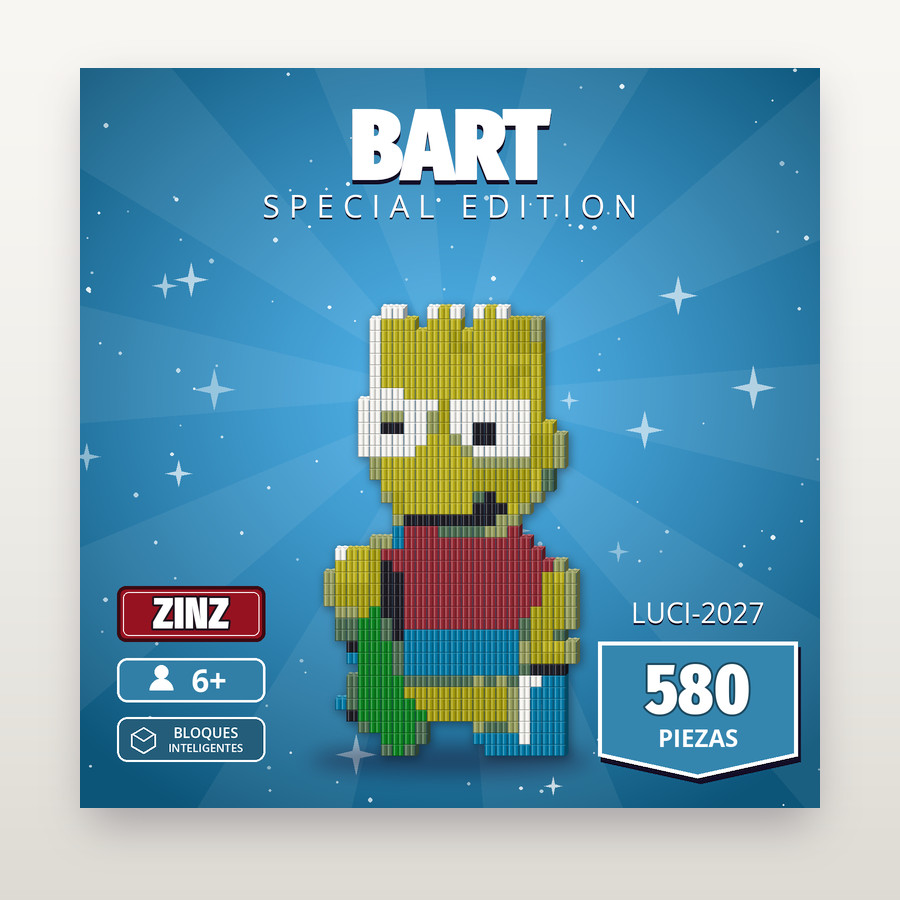 BART
SPECIAL EDITION
ZINZ
6+
BLOQUES
INTELIGENTES
LUCI-2027
580
PIEZAS